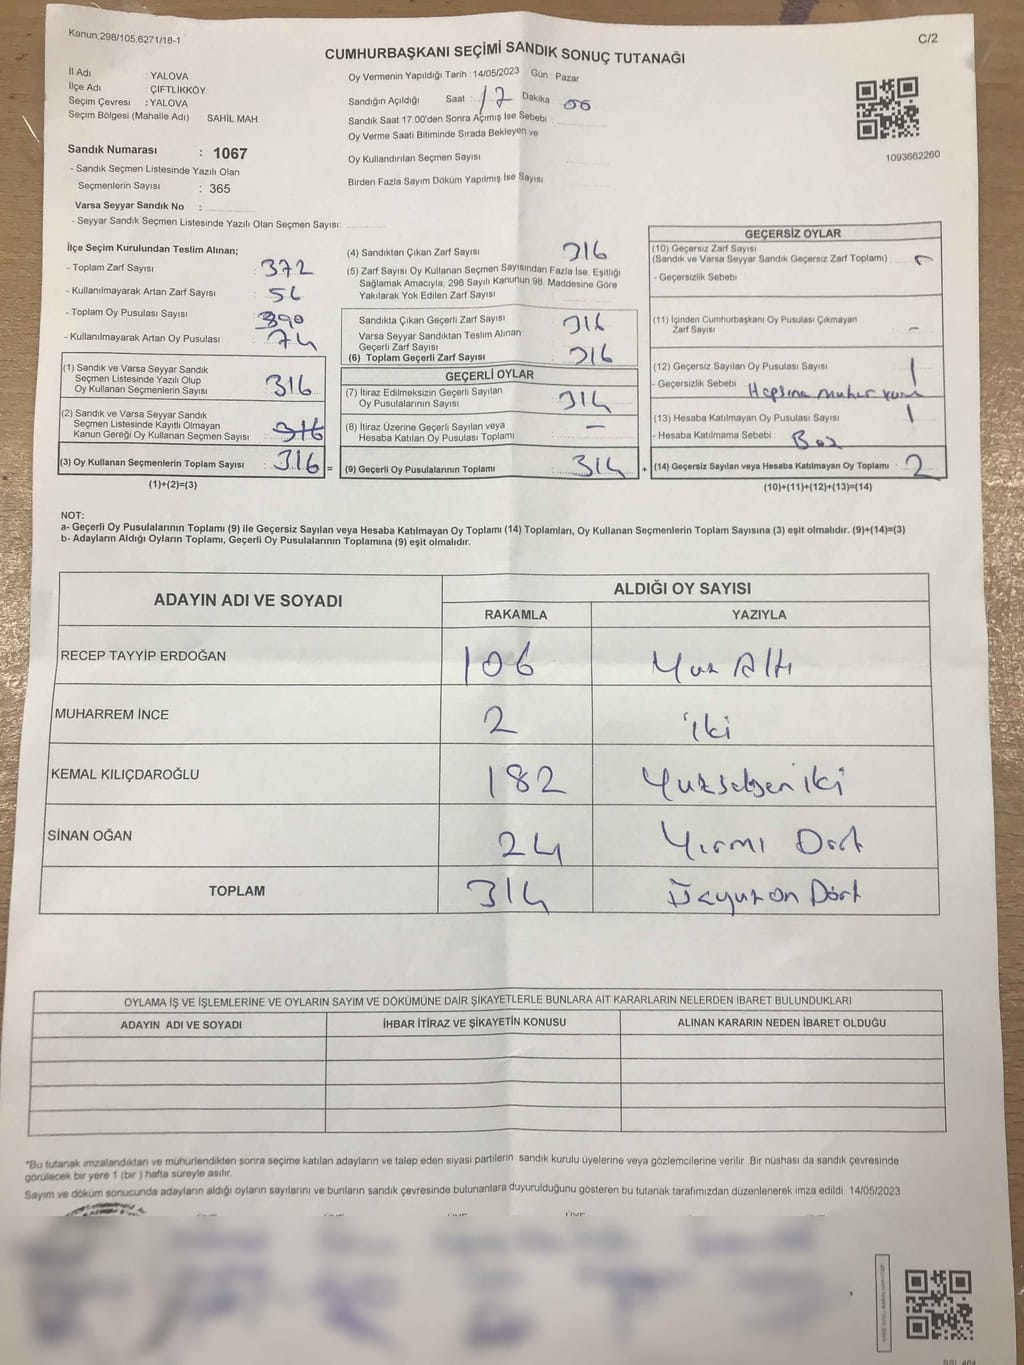 Kanun,298/105,6271/18-1
C/2
CUMHURBAŞKANI SEÇİMİ SANDIK SONUÇ TUTANAĞI
İl Adı : YALOVA
İlçe Adı : ÇİFTLİKKÖY
Seçim Çevresi : YALOVA
Seçim Bölgesi (Mahalle Adı) SAHİL MAH
Sandık Numarası : 1067
- Sandık Seçmen Listesinde Yazılı Olan
Seçmenlerin Sayısı : 365
Varsa Seyyar Sandık No :
- Seyyar Sandık Seçmen Listesinde Yazılı Olan Seçmen Sayısı:
Oy Vermenin Yapıldığı Tarih : 14/05/2023 Gün Pazar
Sandığın Açıldığı Saat : 17 Dakika 00
Sandık Saat 17.00'den Sonra Açımış İse Sebebi :
Oy Verme Saati Bitiminde Sırada Bekleyen ve
Oy Kullandırılan Seçmen Sayısı
Birden Fazla Sayım Döküm Yapılmış İse Sayısı
1093662260
İlçe Seçim Kurulundan Teslim Alınan;
- Toplam Zarf Sayısı : 372
- Kullanılmayarak Artan Zarf Sayısı : 56
- Toplam Oy Pusulası Sayısı : 390
- Kullanılmayarak Artan Oy Pusulası : 74
(1) Sandık ve Varsa Seyyar Sandık
Seçmen Listesinde Yazılı Olup
Oy Kullanan Seçmenlerin Sayısı : 316
(2) Sandık ve Varsa Seyyar Sandık
Seçmen Listesinde Kayıtlı Olmayan
Kanun Gereği Oy Kullanan Seçmen Sayısı : 316
(3) Oy Kullanan Seçmenlerin Toplam Sayısı : 316 =
(1)+(2)=(3)
(4) Sandıktan Çıkan Zarf Sayısı 316
(5) Zarf Sayısı Oy Kullanan Seçmen Sayısından Fazla İse, Eşitliği
Sağlamak Amacıyla; 298 Sayılı Kanunun 98 Maddesine Göre
Yakılarak Yok Edilen Zarf Sayısı
Sandıkta Çıkan Geçerli Zarf Sayısı 316
Varsa Seyyar Sandıktan Teslim Alınan
Geçerli Zarf Sayısı
(6) Toplam Geçerli Zarf Sayısı 316
GEÇERLİ OYLAR
(7) İtiraz Edilmeksizin Geçerli Sayılan
Oy Pusulalarının Sayısı 314
(8) İtiraz Üzerine Geçerli Sayılan veya
Hesaba Katılan Oy Pusulası Toplamı –
(9) Geçerli Oy Pusulalarının Toplamı 314 +
GEÇERSİZ OYLAR
(10) Geçersiz Zarf Sayısı
(Sandık ve Varsa Seyyar Sandık Geçersiz Zarf Toplamı) :
- Geçersizlik Sebebi
(11) İçinden Cumhurbaşkanı Oy Pusulası Çıkmayan
Zarf Sayısı –
(12) Geçersiz Sayılan Oy Pusulası Sayısı 1
- Geçersizlik Sebebi Hepsine muhur
(13) Hesaba Katılmayan Oy Pusulası Sayısı 1
- Hesaba Katılmama Sebebi Boz
(14) Geçersiz Sayılan veya Hesaba Katılmayan Oy Toplamı : 2
(10)+(11)+(12)+(13)=(14)
NOT:
a- Geçerli Oy Pusulalarının Toplamı (9) ile Geçersiz Sayılan veya Hesaba Katılmayan Oy Toplamı (14) Toplamları, Oy Kullanan Seçmenlerin Toplam Sayısına (3) eşit olmalıdır. (9)+(14)=(3)
b- Adayların Aldığı Oyların Toplamı, Geçerli Oy Pusulalarının Toplamına (9) eşit olmalıdır.
ADAYIN ADI VE SOYADI
ALDIĞI OY SAYISI
RAKAMLA YAZIYLA
RECEP TAYYİP ERDOĞAN 106 Yuz Altı
MUHARREM İNCE 2 iki
KEMAL KILIÇDAROĞLU 182 Yukselsen iki
SİNAN OĞAN 24 Yırmı Dort
TOPLAM 314 Üçyuz on Dört
OYLAMA İŞ VE İŞLEMLERİNE VE OYLARIN SAYIM VE DÖKÜMÜNE DAİR ŞİKAYETLERLE BUNLARA AİT KARARLARIN NELERDEN İBARET BULUNDUKLARI
ADAYIN ADI VE SOYADI İHBAR İTİRAZ VE ŞİKAYETİN KONUSU ALINAN KARARIN NEDEN İBARET OLDUĞU
*Bu tutanak imzalandıktan ve mühürlendikten sonra seçime katılan adayların ve talep eden siyasi partilerin sandık kurulu üyelerine veya gözlemcilerine verilir. Bir nüshası da sandık çevresinde
görülecek bir yere 1 (bir ) hafta süreyle asılır.
Sayım ve döküm sonucunda adayların aldığı oyların sayılarını ve bunların sandık çevresinde bulunanlara duyurulduğunu gösteren bu tutanak tarafımızdan düzenlenerek imza edildi. 14/05/2023